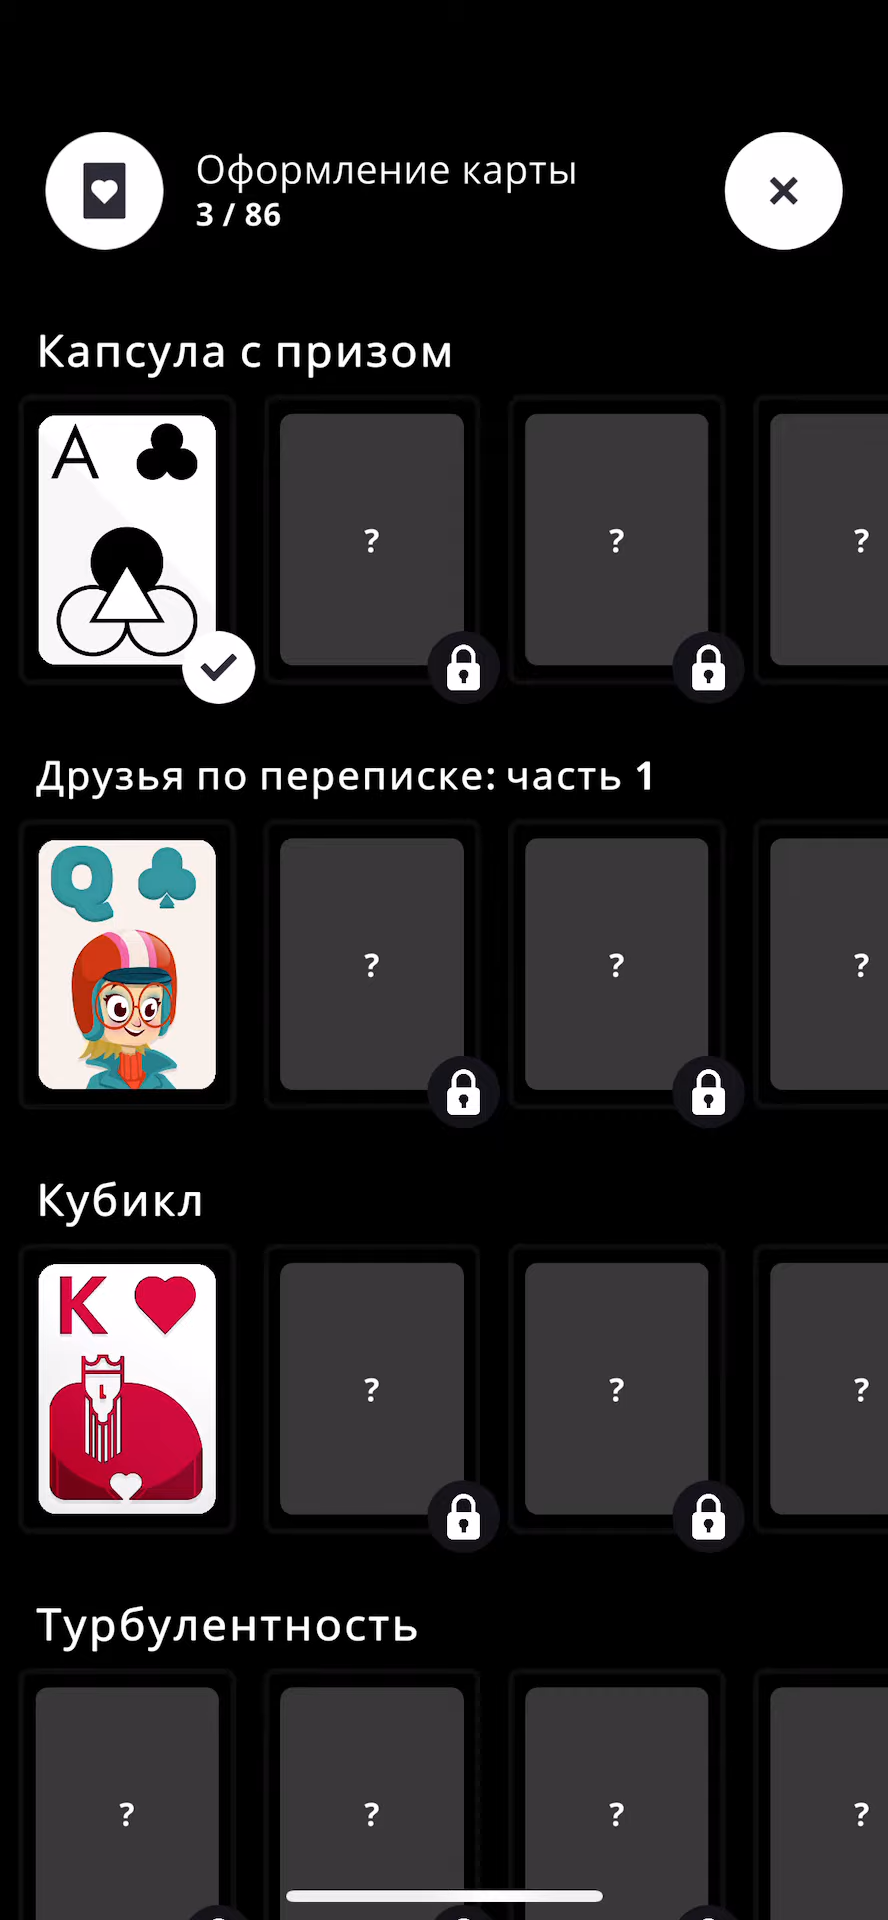 Оформление карты
3 / 86
Капсула с призом
A
? ? ?
Друзья по переписке: часть 1
Q
? ? ?
Кубикл
K
L
? ? ?
Турбулентность
? ? ? ?